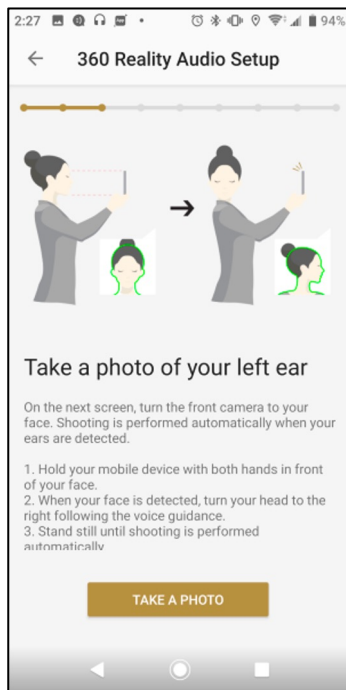 2:27
94%
360 Reality Audio Setup
Take a photo of your left ear
On the next screen, turn the front camera to your
face. Shooting is performed automatically when your
ears are detected.
1. Hold your mobile device with both hands in front
of your face.
2. When your face is detected, turn your head to the
right following the voice guidance.
3. Stand still until shooting is performed
automatically
TAKE A PHOTO